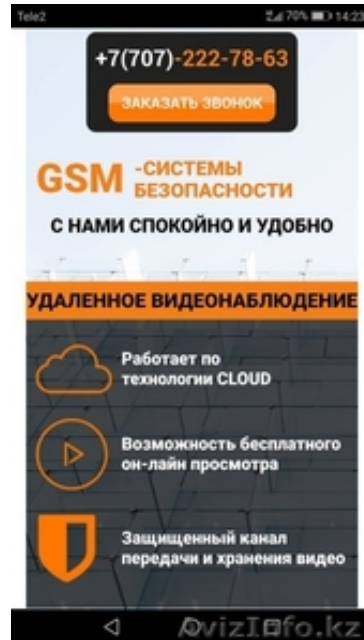 Tele2 70% 14:23
+7(707)-222-78-63
ЗАКАЗАТЬ ЗВОНОК
GSM -СИСТЕМЫ
БЕЗОПАСНОСТИ
С НАМИ СПОКОЙНО И УДОБНО
УДАЛЕННОЕ ВИДЕОНАБЛЮДЕНИЕ
Работает по
технологии CLOUD
Возможность бесплатного
он-лайн просмотра
Защищенный канал
передачи и хранения видео
AvizInfo.kz